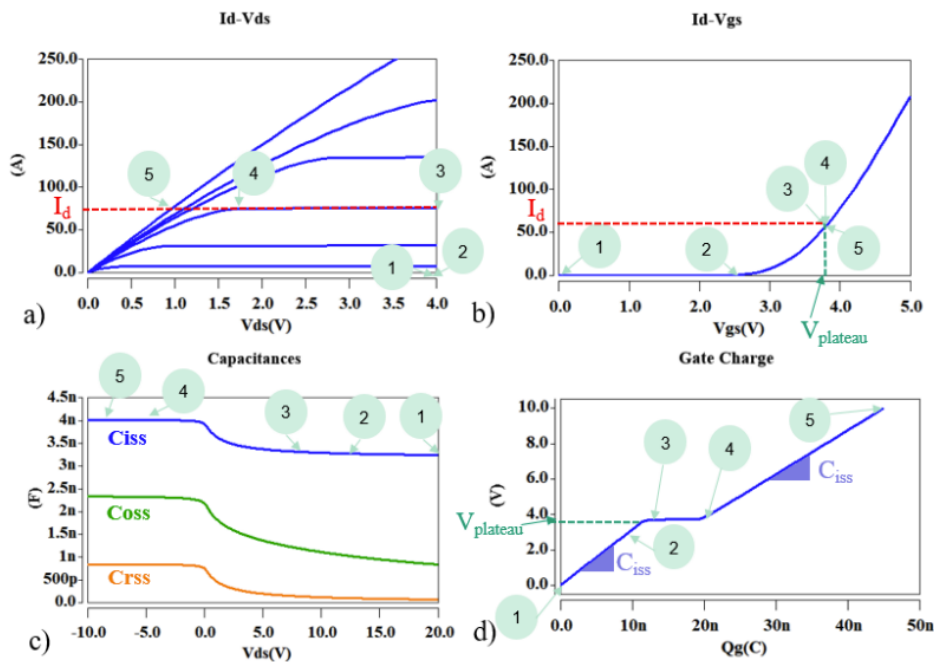 Id-Vds
250.0
200.0
150.0
100.0
50.0
0.0
(A)
I_d
5
4
3
1
2
0.0 0.5 1.0 1.5 2.0 2.5 3.0 3.5 4.0
Vds(V)
a)
Id-Vgs
250.0
200.0
150.0
100.0
50.0
0.0
(A)
I_d
1
2
3
4
5
0.0 1.0 2.0 3.0 4.0 5.0
Vgs(V)
V_plateau
b)
Capacitances
4.5n
4n
3.5n
3n
2.5n
2n
1.5n
1n
500p
0.0
(F)
5
4
3
2
1
Ciss
Coss
Crss
-10.0 -5.0 0.0 5.0 10.0 15.0 20.0
Vds(V)
c)
Gate Charge
10.0
8.0
6.0
4.0
2.0
0.0
(V)
V_plateau
5
3
4
C_iss
2
C_iss
1
0.0 10n 20n 30n 40n 50n
Qg(C)
d)